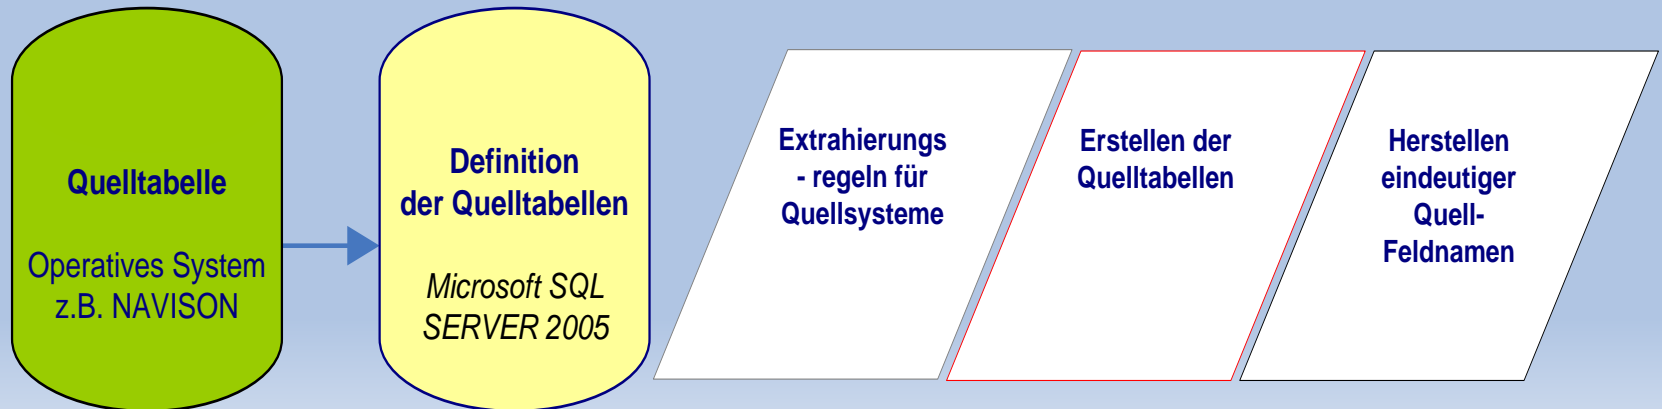 Quelltabelle
Operatives System
z.B. NAVISON
Definition
der Quelltabellen
Microsoft SQL
SERVER 2005
Extrahierungs
- regeln für
Quellsysteme
Erstellen der
Quelltabellen
Herstellen
eindeutiger
Quell-
Feldnamen